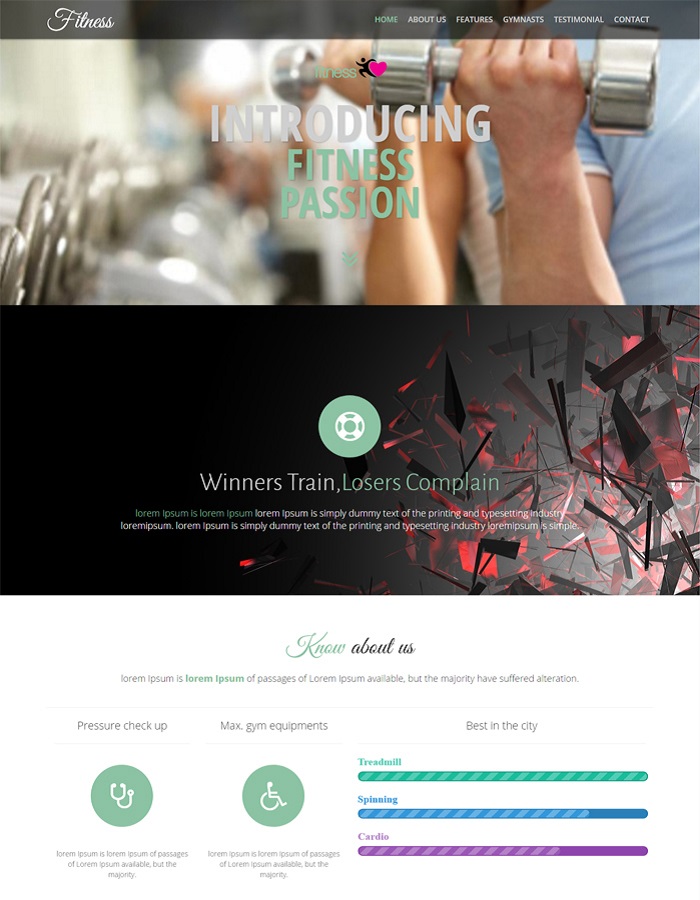 Fitness
HOME ABOUT US FEATURES GYMNASTS TESTIMONIAL CONTACT
fitness
INTRODUCING
FITNESS
PASSION
Winners Train,Losers Complain
lorem Ipsum is lorem Ipsum lorem Ipsum is simply dummy text of the printing and typesetting industry
loremipsum. lorem Ipsum is simply dummy text of the printing and typesetting industry loremipsum is simple.
Know about us
lorem Ipsum is lorem Ipsum of passages of Lorem Ipsum available, but the majority have suffered alteration.
Pressure check up
Max. gym equipments
Best in the city
Treadmill
Spinning
Cardio
lorem Ipsum is lorem Ipsum of passages
of Lorem Ipsum available, but the
majority.
lorem Ipsum is lorem Ipsum of passages
of Lorem Ipsum available, but the
majority.